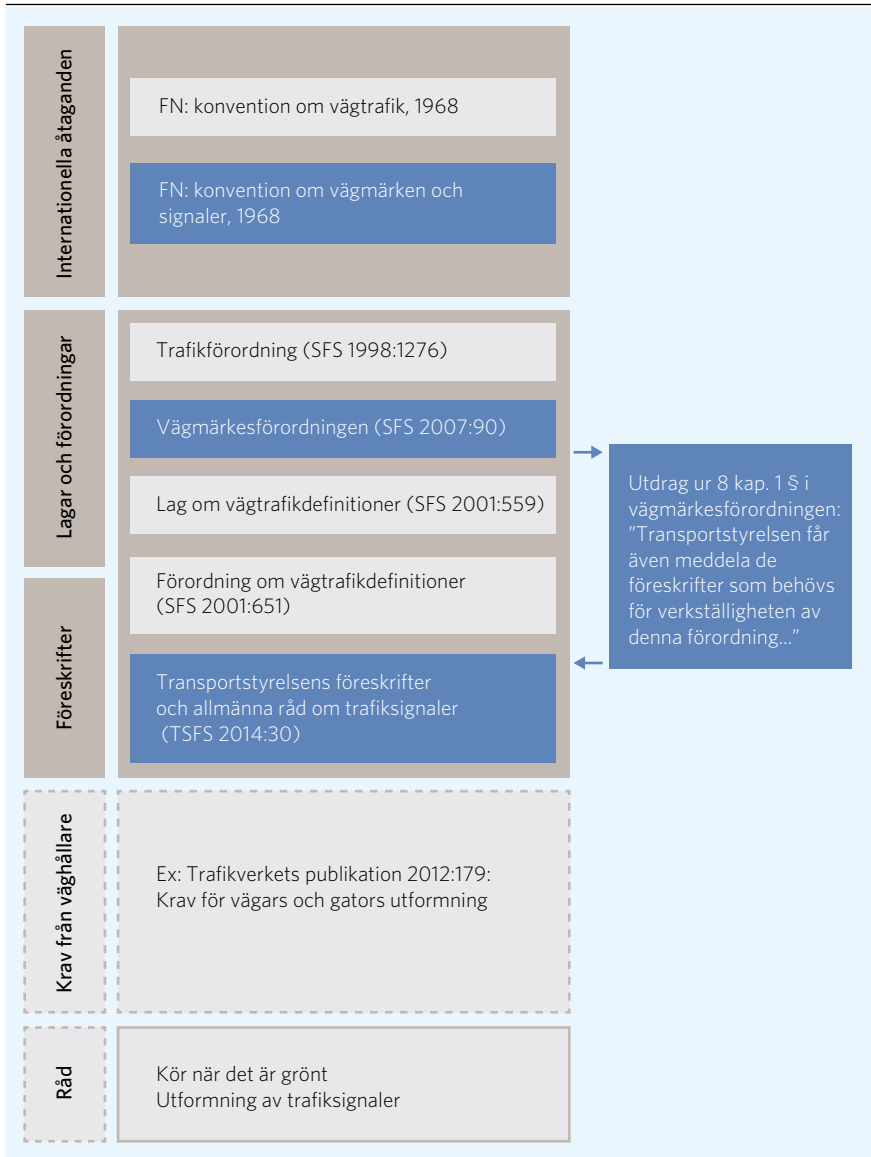 Internationella åtaganden
FN: konvention om vägtrafik, 1968
FN: konvention om vägmärken och
signaler, 1968
Lagar och förordningar
Trafikförordning (SFS 1998:1276)
Vägmärkesförordningen (SFS 2007:90)
Lag om vägtrafikdefinitioner (SFS 2001:559)
Utdrag ur 8 kap. 1 § i
vägmärkesförordningen:
”Transportstyrelsen får
även meddela de
föreskrifter som behövs
för verkställigheten av
denna förordning...”
Föreskrifter
Förordning om vägtrafikdefinitioner
(SFS 2001:651)
Transportstyrelsens föreskrifter
och allmänna råd om trafiksignaler
(TSFS 2014:30)
Krav från väghållare
Ex: Trafikverkets publikation 2012:179:
Krav för vägars och gators utformning
Råd
Kör när det är grönt
Utformning av trafiksignaler